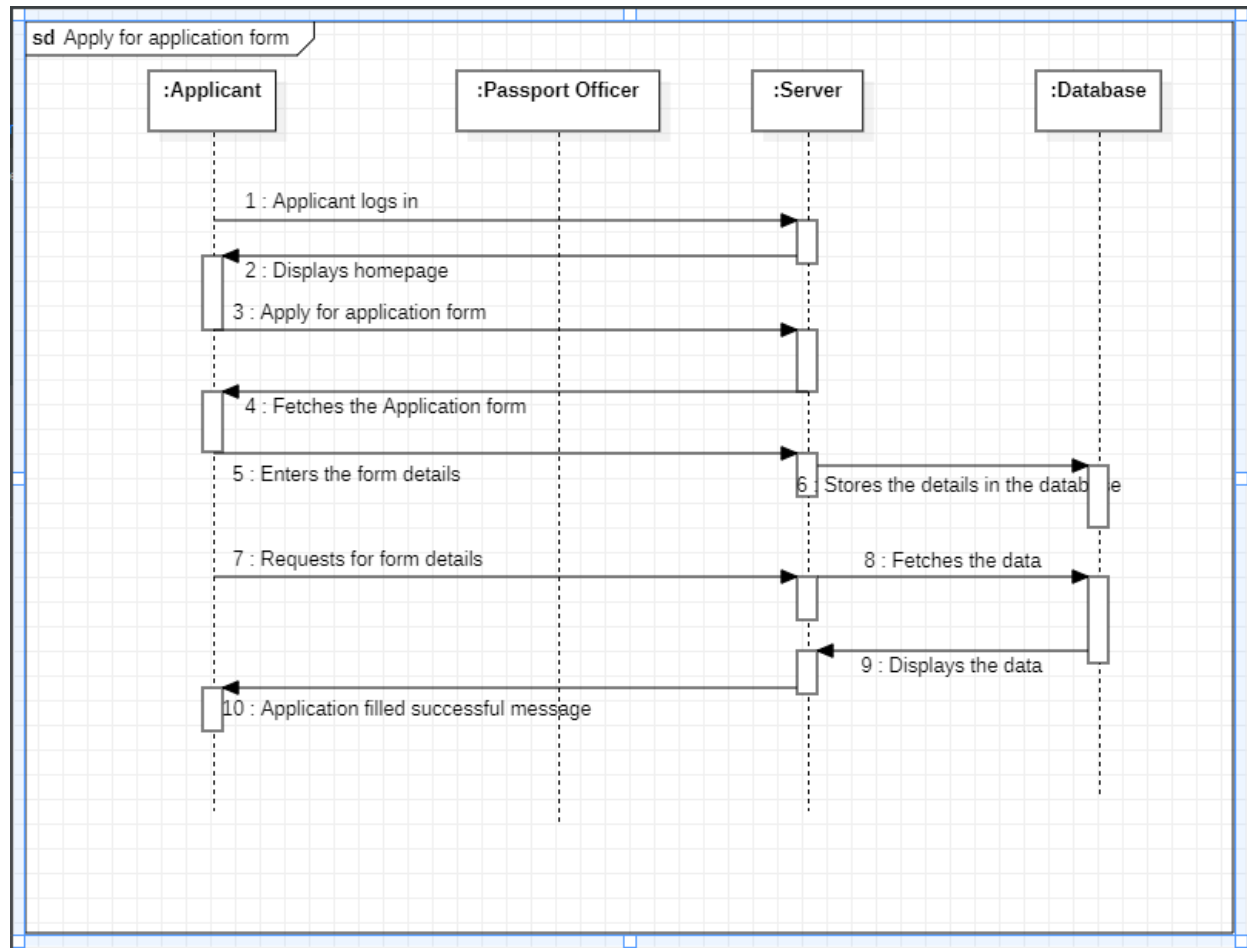 sd Apply for application form
:Applicant
:Passport Officer
:Server
:Database
1 : Applicant logs in
2 : Displays homepage
3 : Apply for application form
4 : Fetches the Application form
5 : Enters the form details
6 : Stores the details in the database
7 : Requests for form details
8 : Fetches the data
9 : Displays the data
10 : Application filled successful message